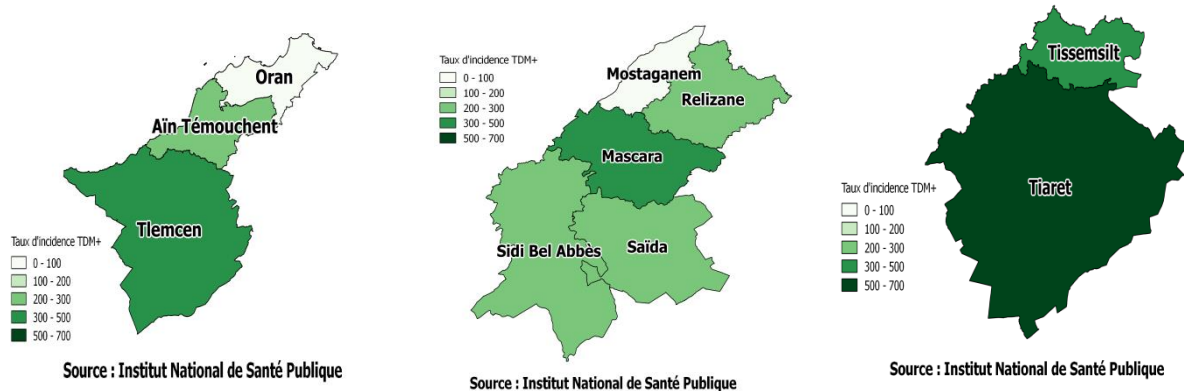 Oran
Aïn Témouchent
Tlemcen
Taux d'incidence TDM+
0 - 100
100 - 200
200 - 300
300 - 500
500 - 700
Source : Institut National de Santé Publique
Taux d'incidence TDM+
0 - 100
100 - 200
200 - 300
300 - 500
500 - 700
Mostaganem
Relizane
Mascara
Sidi Bel Abbès
Saïda
Source : Institut National de Santé Publique
Tissemsilt
Tiaret
Taux d'incidence TDM+
0 - 100
100 - 200
200 - 300
300 - 500
500 - 700
Source : Institut National de Santé Publique